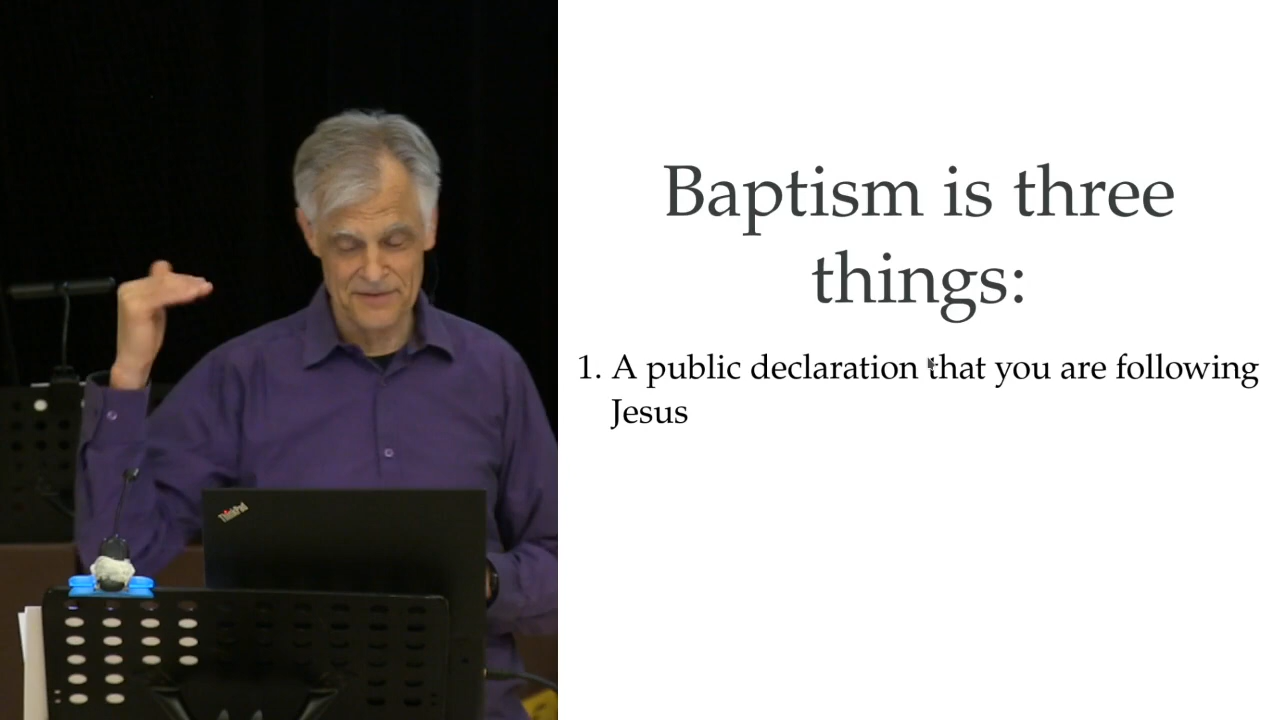 Baptism is three
things:
1. A public declaration that you are following
Jesus
ThinkPad